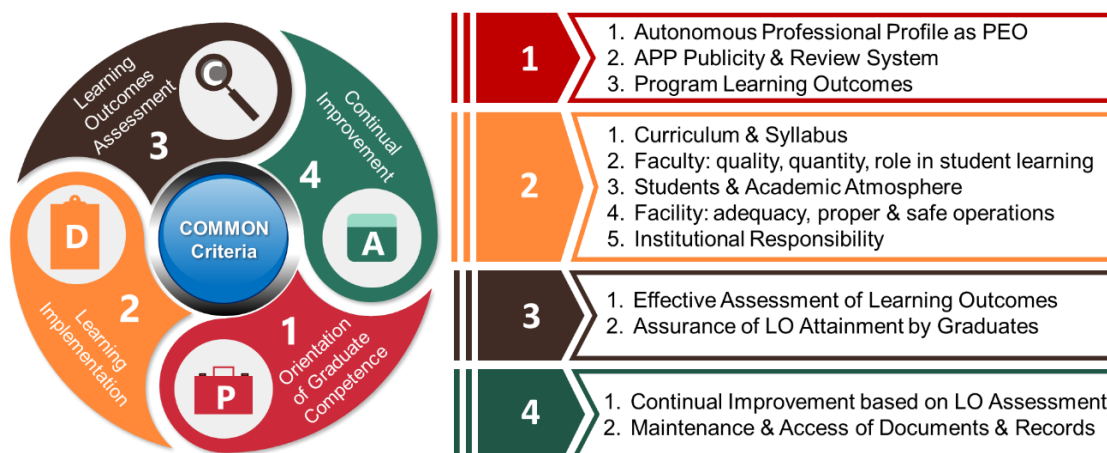 Learning
Outcomes
Assessment
3
C
Continual
Improvement
4
A
COMMON
Criteria
D
2
Learning
Implementation
1
Orientation
of Graduate
Competence
P
1
1. Autonomous Professional Profile as PEO
2. APP Publicity & Review System
3. Program Learning Outcomes
2
1. Curriculum & Syllabus
2. Faculty: quality, quantity, role in student learning
3. Students & Academic Atmosphere
4. Facility: adequacy, proper & safe operations
5. Institutional Responsibility
3
1. Effective Assessment of Learning Outcomes
2. Assurance of LO Attainment by Graduates
4
1. Continual Improvement based on LO Assessment
2. Maintenance & Access of Documents & Records